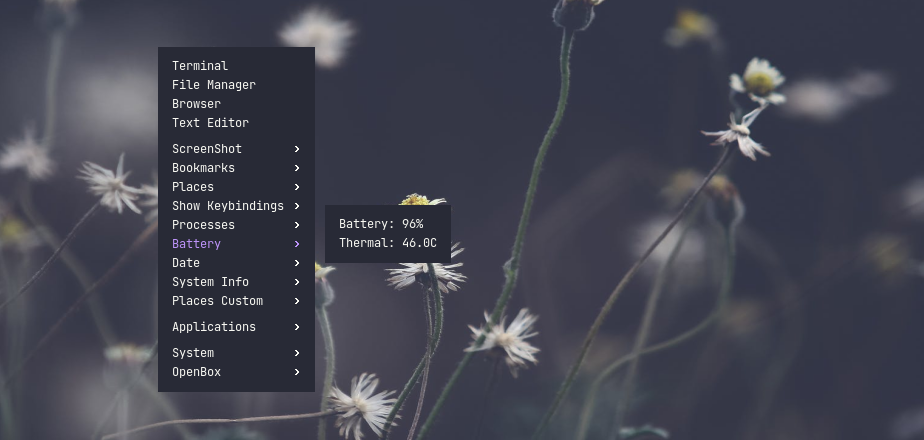 Terminal
File Manager
Browser
Text Editor
ScreenShot
Bookmarks
Places
Show Keybindings
Processes
Battery
Date
System Info
Places Custom
Applications
System
OpenBox
Battery: 96%
Thermal: 46.0C